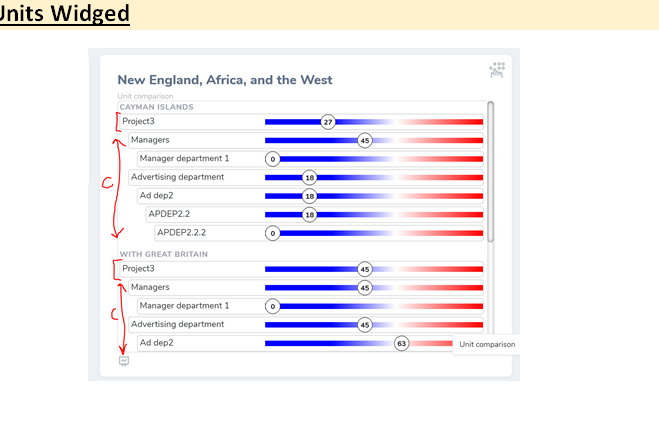 Units Widged
New England, Africa, and the West
Unit comparison
CAYMAN ISLANDS
Project3 27
Managers 45
Manager department 1 0
Advertising department 18
Ad dep2 18
APDEP2.2 18
APDEP2.2.2 0
C
WITH GREAT BRITAIN
Project3 45
Managers 45
Manager department 1 0
Advertising department 45
Ad dep2 63
C
Unit comparison